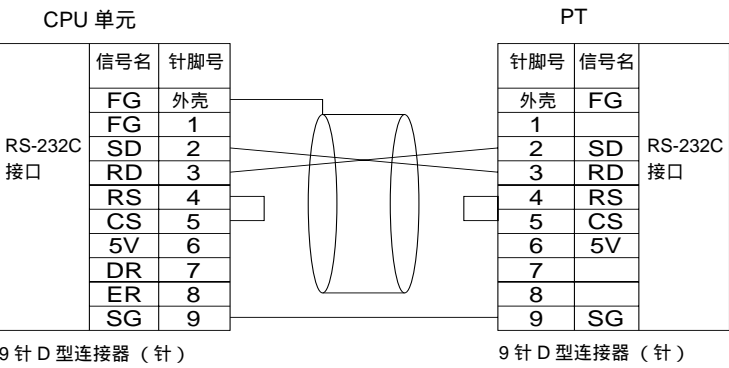 CPU 单元
PT
信号名 针脚号
针脚号 信号名
FG 外壳
外壳 FG
FG 1
1
SD 2
2 SD
RD 3
3 RD
RS 4
4 RS
CS 5
5 CS
5V 6
6 5V
DR 7
7
ER 8
8
SG 9
9 SG
RS-232C
接口
RS-232C
接口
9 针 D 型连接器 （针）
9 针 D 型连接器 （针）